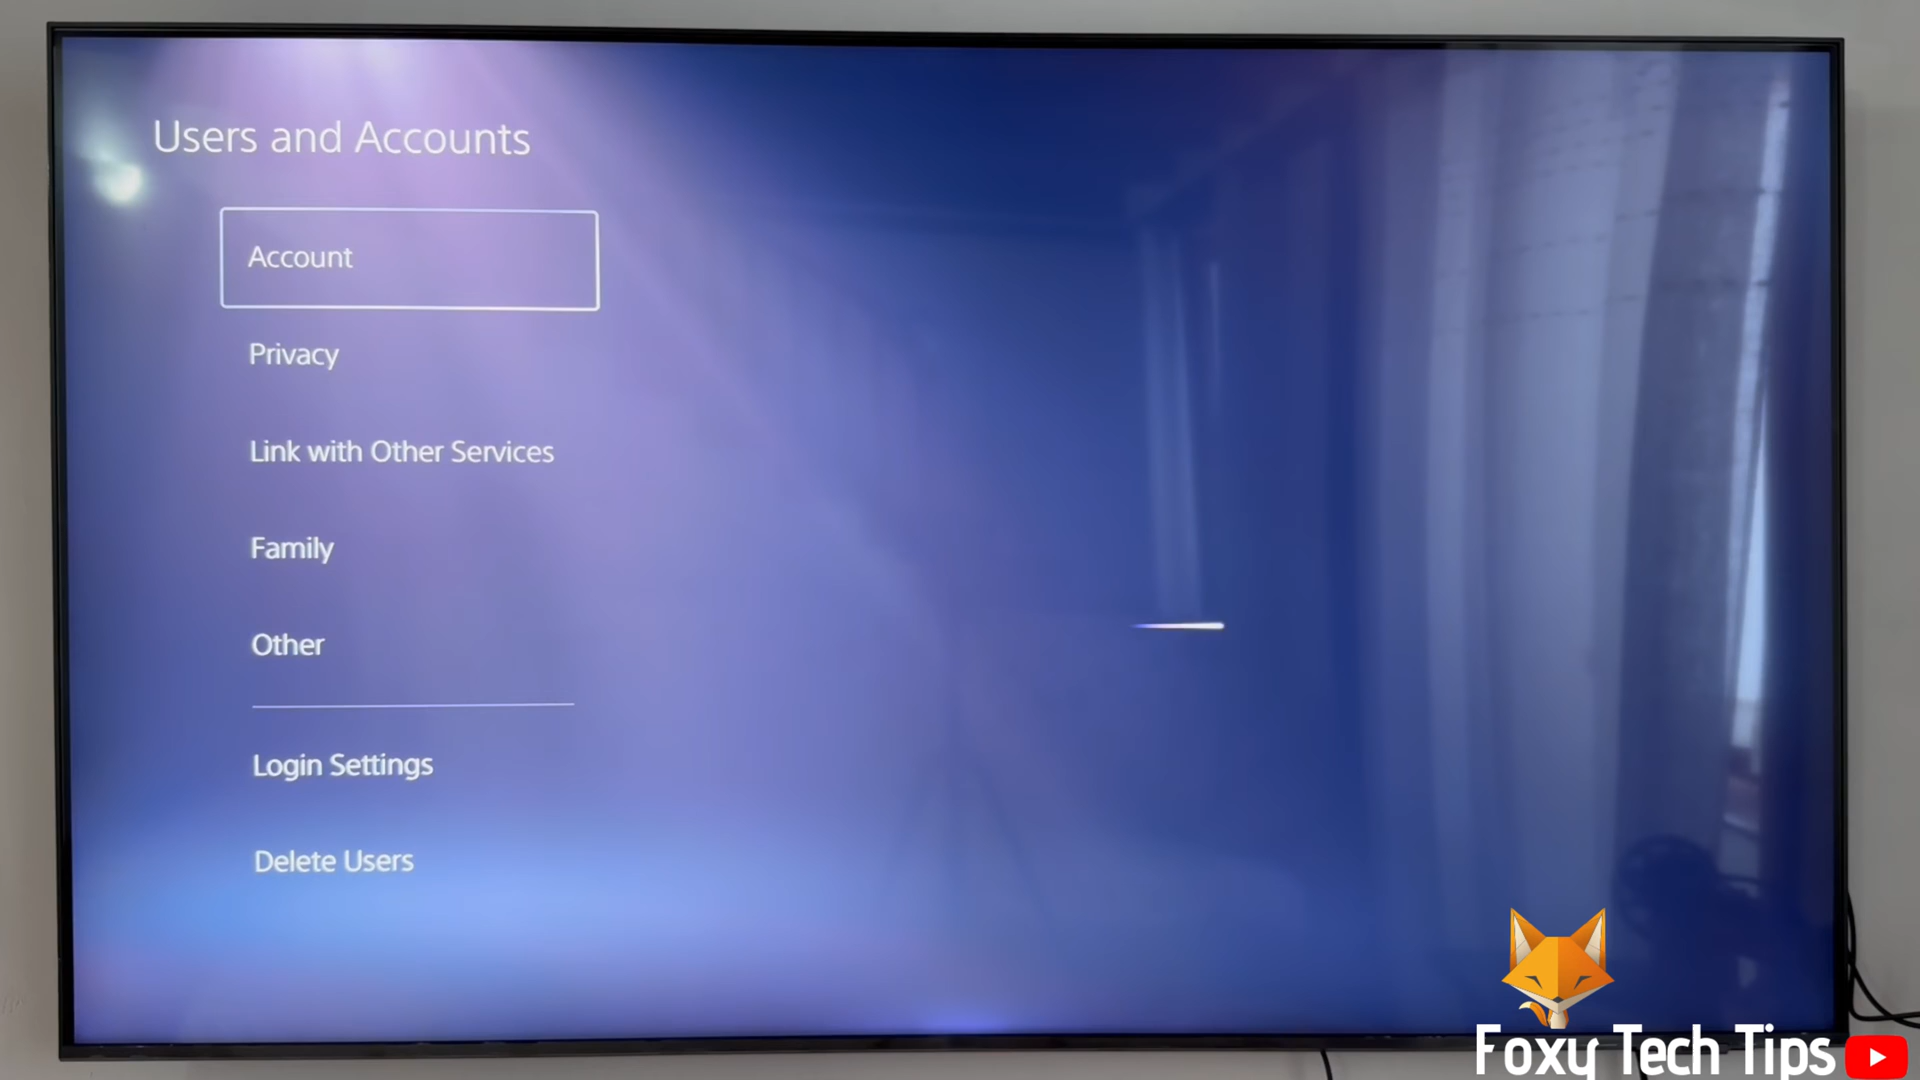 Users and Accounts
Account
Privacy
Link with Other Services
Family
Other
Login Settings
Delete Users
Foxy Tech Tips